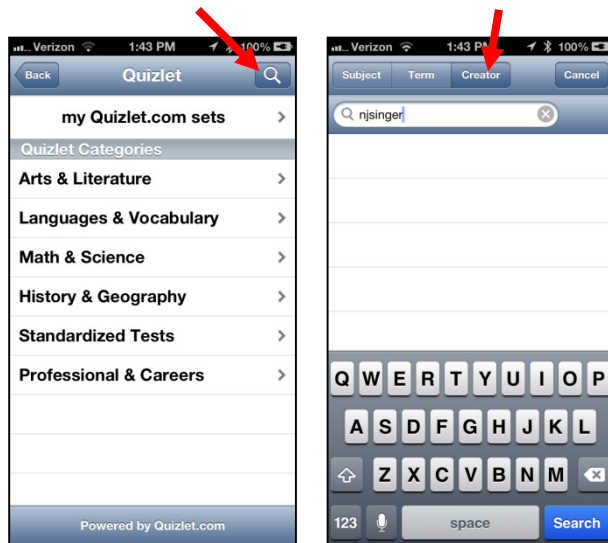 Verizon 1:43 PM 100%
Back Quizlet
my Quizlet.com sets
Quizlet Categories
Arts & Literature
Languages & Vocabulary
Math & Science
History & Geography
Standardized Tests
Professional & Careers
Powered by Quizlet.com
Verizon 1:43 PM 100%
Subject Term Creator Cancel
njsinger
Q W E R T Y U I O P
A S D F G H J K L
Z X C V B N M
123 space Search